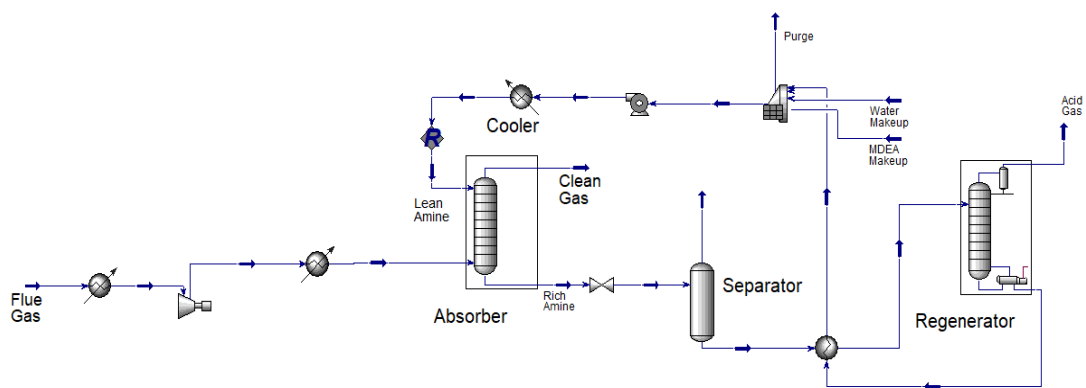 Purge
Acid
Gas
Water
Makeup
Cooler
MDEA
Makeup
R
Clean
Gas
Lean
Amine
Flue
Gas
Rich
Amine
Separator
Absorber
Regenerator